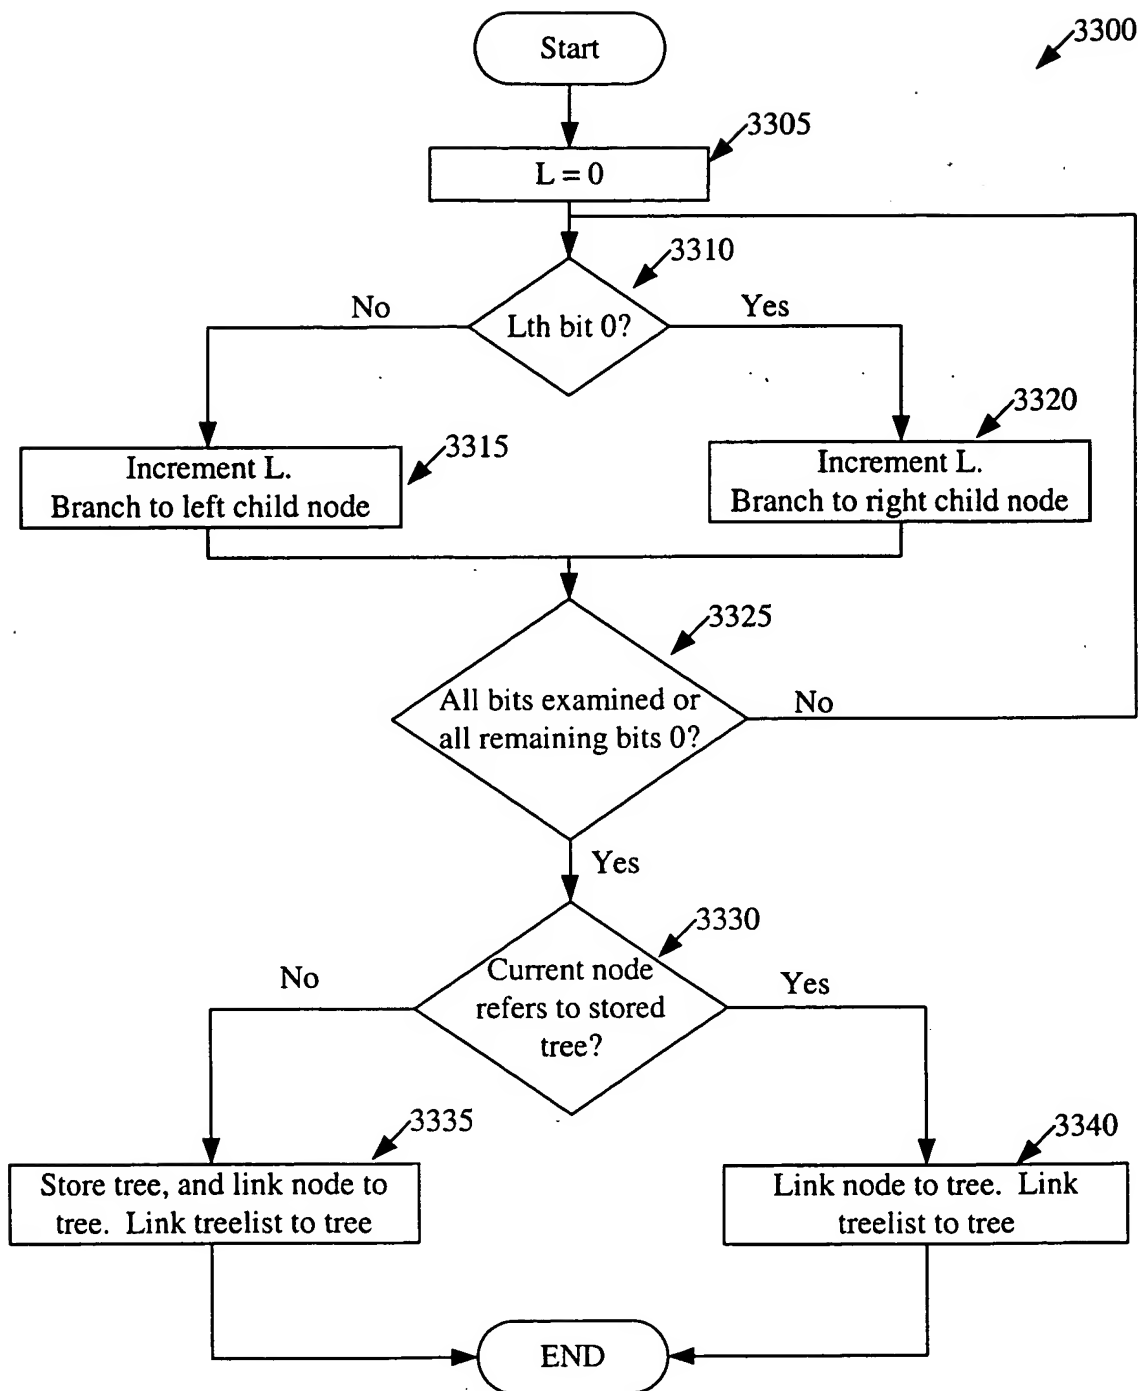 Start
3300
3305
L = 0
3310
No
Yes
Lth bit 0?
3315
3320
Increment L.
Branch to left child node
Increment L.
Branch to right child node
3325
All bits examined or
all remaining bits 0?
No
Yes
3330
Current node
refers to stored
tree?
No
Yes
3335
3340
Store tree, and link node to
tree. Link treelist to tree
Link node to tree. Link
treelist to tree
END